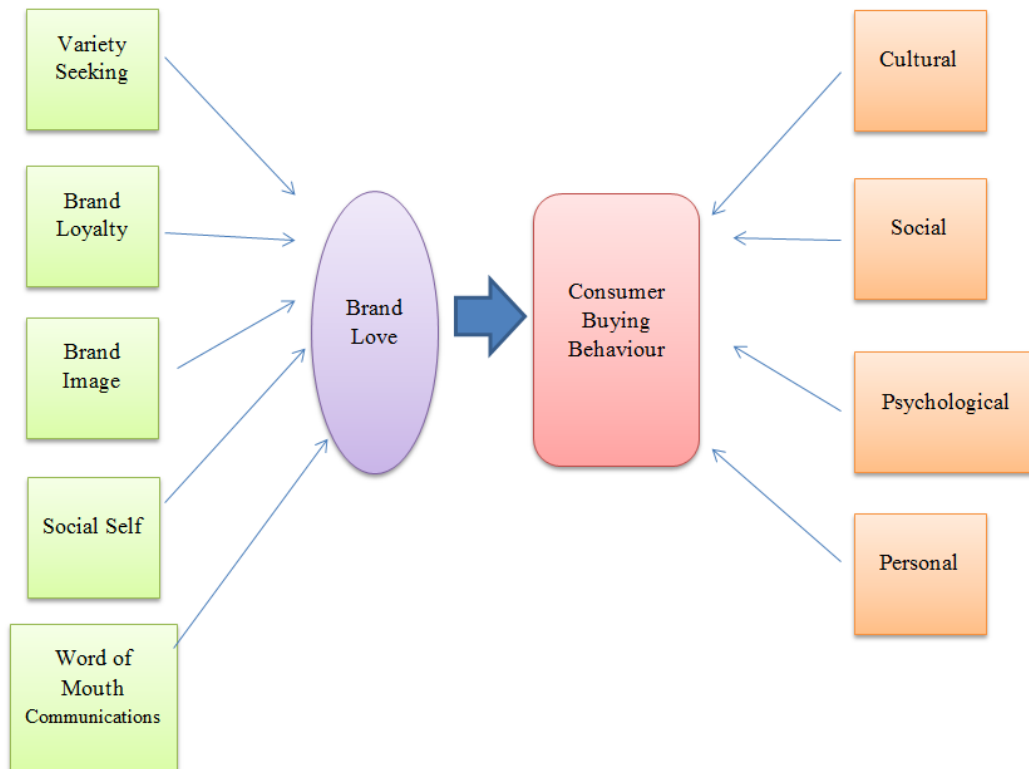 Variety
Seeking
Brand
Loyalty
Brand
Image
Social Self
Word of
Mouth
Communications
Brand
Love
Consumer
Buying
Behaviour
Cultural
Social
Psychological
Personal